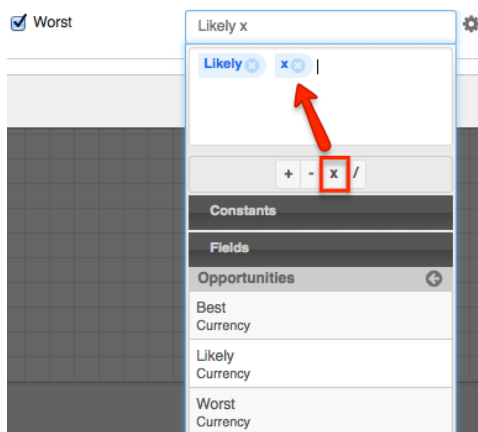 Worst
Likely x
Likely x
+ - x /
Constants
Fields
Opportunities
Best
Currency
Likely
Currency
Worst
Currency